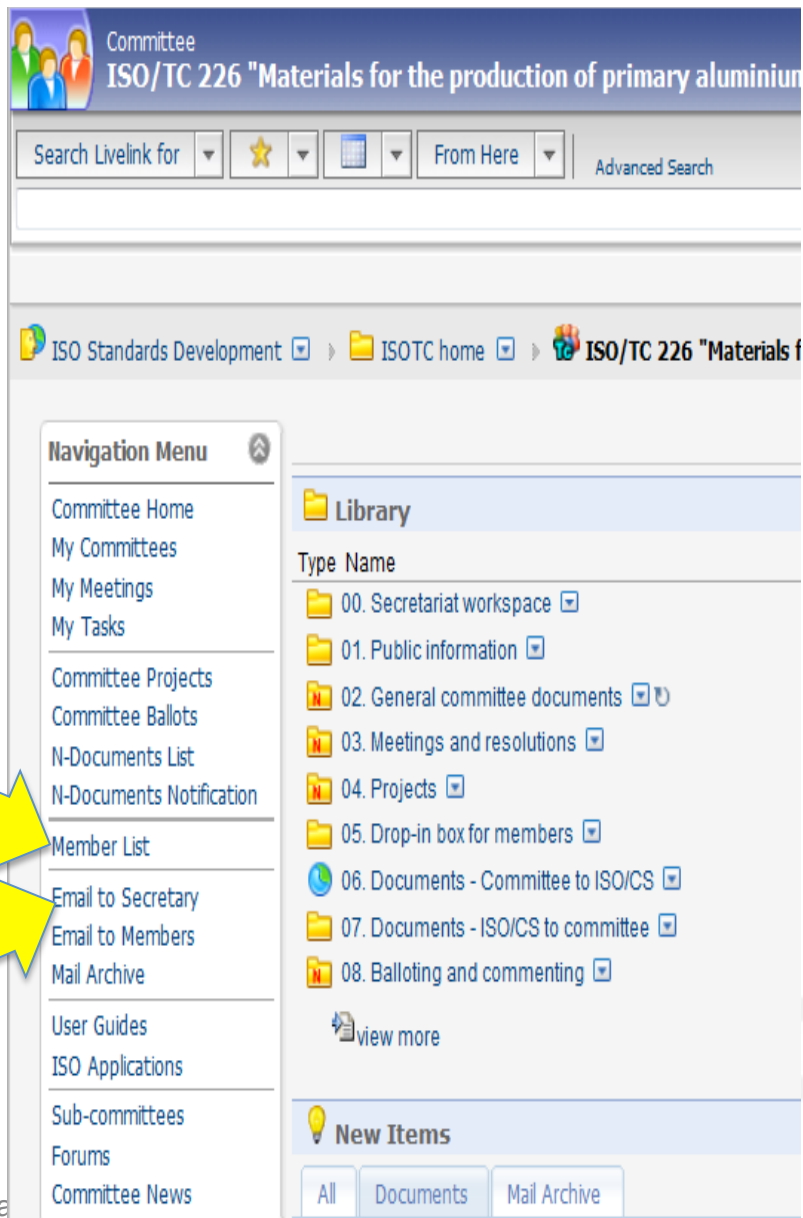 Committee
ISO/TC 226 "Materials for the production of primary aluminium
Search Livelink for
From Here
Advanced Search
ISO Standards Development
ISOTC home
ISO/TC 226 "Materials
Navigation Menu
Committee Home
My Committees
My Meetings
My Tasks
Committee Projects
Committee Ballots
N-Documents List
N-Documents Notification
Member List
Email to Secretary
Email to Members
Mail Archive
User Guides
ISO Applications
Sub-committees
Forums
Committee News
Library
Type Name
00. Secretariat workspace
01. Public information
02. General committee documents
03. Meetings and resolutions
04. Projects
05. Drop-in box for members
06. Documents - Committee to ISO/CS
07. Documents - ISO/CS to committee
08. Balloting and commenting
view more
New Items
All
Documents
Mail Archive